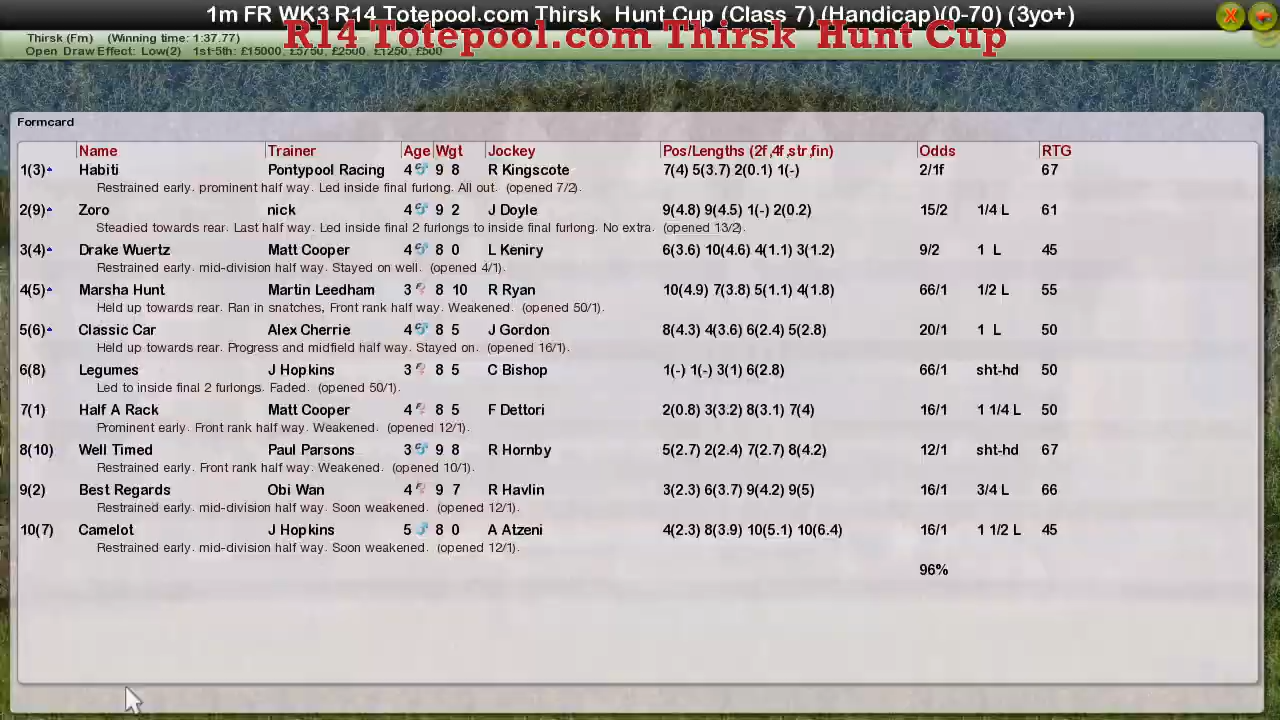 1m FR WK3 R14 Totepool.com Thirsk Hunt Cup (Class 7) (Handicap)(0-70) (3yo+)
R14 Totepool.com Thirsk Hunt Cup
Thirsk (Fm) (Winning time: 1:37.77)
Open Draw Effect: Low(2) 1st-5th: £15000, £3750, £2500, £1250, £500
Formcard
Name Trainer Age Wgt Jockey Pos/Lengths (2f,4f,str,fin) Odds RTG
1(3) Habiti Pontypool Racing 4 9 8 R Kingscote 7(4) 5(3.7) 2(0.1) 1(-) 2/1f 67
Restrained early. prominent half way. Led inside final furlong. All out. (opened 7/2).
2(9) Zoro nick 4 9 2 J Doyle 9(4.8) 9(4.5) 1(-) 2(0.2) 15/2 1/4 L 61
Steadied towards rear. Last half way. Led inside final 2 furlongs to inside final furlong. No extra. (opened 13/2).
3(4) Drake Wuertz Matt Cooper 4 8 0 L Keniry 6(3.6) 10(4.6) 4(1.1) 3(1.2) 9/2 1 L 45
Restrained early. mid-division half way. Stayed on well. (opened 4/1).
4(5) Marsha Hunt Martin Leedham 3 8 10 R Ryan 10(4.9) 7(3.8) 5(1.1) 4(1.8) 66/1 1/2 L 55
Held up towards rear. Ran in snatches, Front rank half way. Weakened. (opened 50/1).
5(6) Classic Car Alex Cherrie 4 8 5 J Gordon 8(4.3) 4(3.6) 6(2.4) 5(2.8) 20/1 1 L 50
Held up towards rear. Progress and midfield half way. Stayed on. (opened 16/1).
6(8) Legumes J Hopkins 3 8 5 C Bishop 1(-) 1(-) 3(1) 6(2.8) 66/1 sht-hd 50
Led to inside final 2 furlongs. Faded. (opened 50/1).
7(1) Half A Rack Matt Cooper 4 8 5 F Dettori 2(0.8) 3(3.2) 8(3.1) 7(4) 16/1 1 1/4 L 50
Prominent early. Front rank half way. Weakened. (opened 12/1).
8(10) Well Timed Paul Parsons 3 9 8 R Hornby 5(2.7) 2(2.4) 7(2.7) 8(4.2) 12/1 sht-hd 67
Restrained early. Front rank half way. Weakened. (opened 10/1).
9(2) Best Regards Obi Wan 4 9 7 R Havlin 3(2.3) 6(3.7) 9(4.2) 9(5) 16/1 3/4 L 66
Restrained early. mid-division half way. Soon weakened. (opened 12/1).
10(7) Camelot J Hopkins 5 8 0 A Atzeni 4(2.3) 8(3.9) 10(5.1) 10(6.4) 16/1 1 1/2 L 45
Restrained early. mid-division half way. Soon weakened. (opened 12/1).
96%